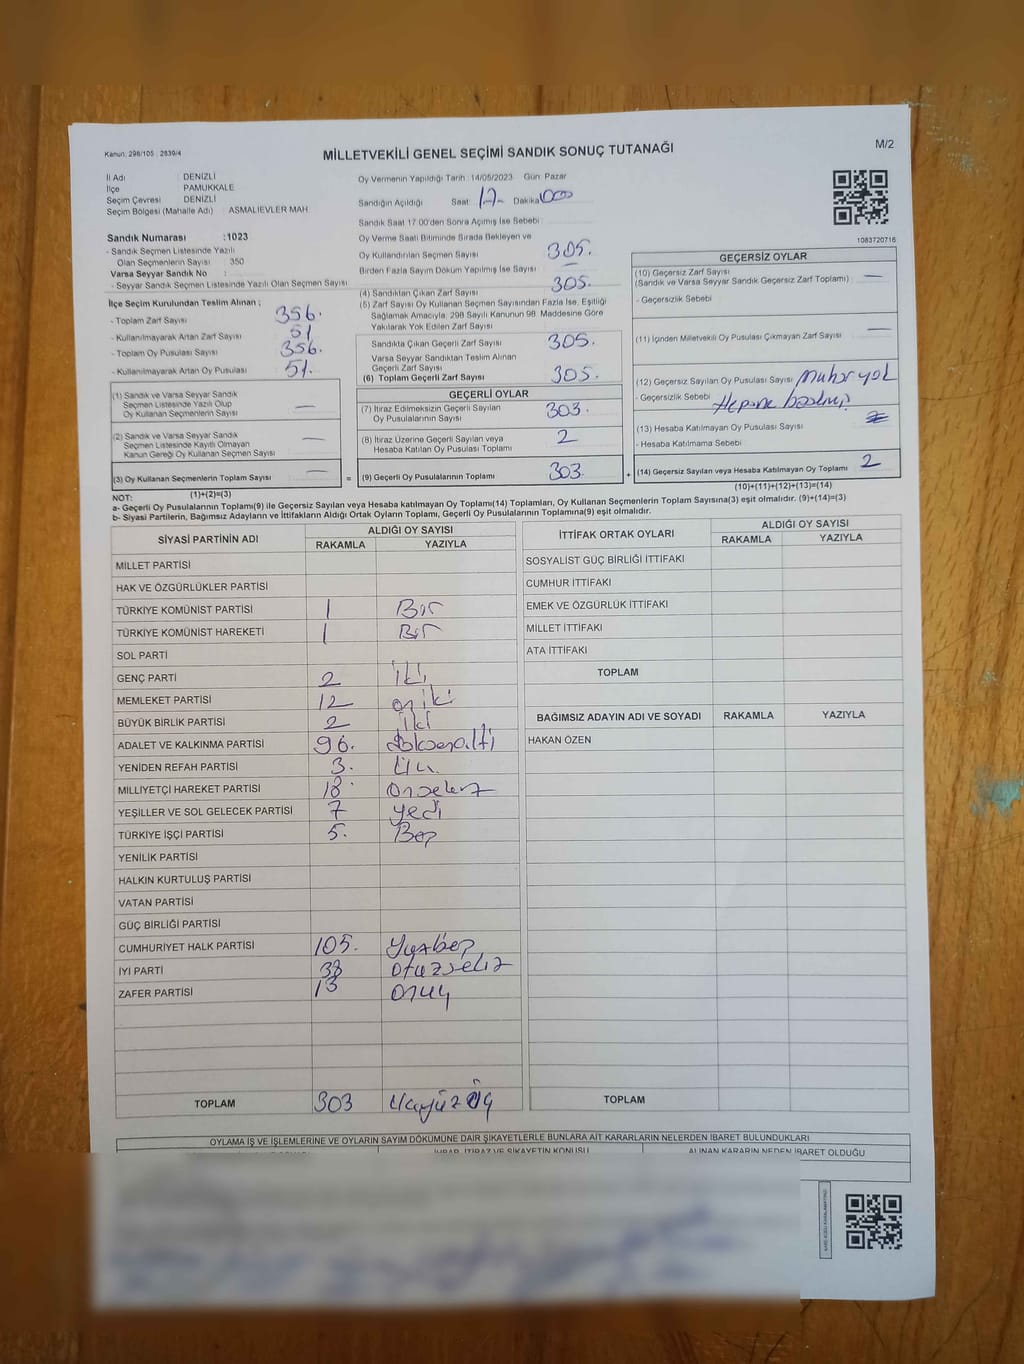 Kanun: 298/105 , 2839/4
MİLLETVEKİLİ GENEL SEÇİMİ SANDIK SONUÇ TUTANAĞI
M/2
İl Adı DENİZLİ
İlçe PAMUKKALE
Seçim Çevresi DENİZLİ
Seçim Bölgesi (Mahalle Adı) : ASMALIEVLER MAH
Sandık Numarası :1023
- Sandık Seçmen Listesinde Yazılı
Olan Seçmenlerin Sayısı : 350
Varsa Seyyar Sandık No :
- Seyyar Sandık Seçmen Listesinde Yazılı Olan Seçmen Sayısı
İlçe Seçim Kurulundan Teslim Alınan ;
- Toplam Zarf Sayısı 356.
- Kullanılmayarak Artan Zarf Sayısı 51
- Toplam Oy Pusulası Sayısı 356.
- Kullanılmayarak Artan Oy Pusulası 51.
(1) Sandık ve Varsa Seyyar Sandık
Seçmen Listesinde Yazılı Olup
Oy Kullanan Seçmenlerin Sayısı —
(2) Sandık ve Varsa Seyyar Sandık
Seçmen Listesinde Kayıtlı Olmayan
Kanun Gereği Oy Kullanan Seçmen Sayısı —
(3) Oy Kullanan Seçmenlerin Toplam Sayısı —
(1)+(2)=(3)
Oy Vermenin Yapıldığı Tarih: 14/05/2023 Gün: Pazar
Sandığın Açıldığı Saat: 17- Dakika
Sandık Saat 17:00'den Sonra Açılmış İse Sebebi :
Oy Verme Saati Bitiminde Sırada Bekleyen ve
Oy Kullandırılan Seçmen Sayısı 305.
Birden Fazla Sayım Döküm Yapılmış İse Sayısı —
(4) Sandıktan Çıkan Zarf Sayısı 305.
(5) Zarf Sayısı Oy Kullanan Seçmen Sayısından Fazla İse, Eşitliği
Sağlamak Amacıyla, 298 Sayılı Kanunun 98. Maddesine Göre
Yakılarak Yok Edilen Zarf Sayısı
Sandıkta Çıkan Geçerli Zarf Sayısı 305.
Varsa Seyyar Sandıktan Teslim Alınan
Geçerli Zarf Sayısı
(6) Toplam Geçerli Zarf Sayısı 305.
GEÇERLİ OYLAR
(7) İtiraz Edilmeksizin Geçerli Sayılan
Oy Pusulasının Sayısı 303.
(8) İtiraz Üzerine Geçerli Sayılan veya
Hesaba Katılan Oy Pusulası Toplamı 2
= (9) Geçerli Oy Pusulalarının Toplamı 303 +
1083720716
GEÇERSİZ OYLAR
(10) Geçersiz Zarf Sayısı
(Sandık ve Varsa Seyyar Sandık Geçersiz Zarf Toplamı) —
- Geçersizlik Sebebi
(11) İçinden Milletvekili Oy Pusulası Çıkmayan Zarf Sayısı —
(12) Geçersiz Sayılan Oy Pusulası Sayısı Mühür yok
- Geçersizlik Sebebi
(13) Hesaba Katılmayan Oy Pusulası Sayısı
- Hesaba Katılmama Sebebi
(14) Geçersiz Sayılan veya Hesaba Katılmayan Oy Toplamı 2
(10)+(11)+(12)+(13)=(14)
NOT:
a- Geçerli Oy Pusulalarının Toplamı(9) ile Geçersiz Sayılan veya Hesaba katılmayan Oy Toplamı(14) Toplamları, Oy Kullanan Seçmenlerin Toplam Sayısına(3) eşit olmalıdır. (9)+(14)=(3)
b- Siyasi Partilerin, Bağımsız Adayların ve İttifakların Aldığı Ortak Oyların Toplamı, Geçerli Oy Pusulalarının Toplamına(9) eşit olmalıdır.
SİYASİ PARTİNİN ADI ALDIĞI OY SAYISI
RAKAMLA YAZIYLA
MİLLET PARTİSİ
HAK VE ÖZGÜRLÜKLER PARTİSİ
TÜRKİYE KOMÜNİST PARTİSİ 1 Bir
TÜRKİYE KOMÜNİST HAREKETİ 1 Bir
SOL PARTİ
GENÇ PARTİ 2 İki
MEMLEKET PARTİSİ 12 oniki
BÜYÜK BİRLİK PARTİSİ 2 İki
ADALET VE KALKINMA PARTİSİ 96. Doksanaltı
YENİDEN REFAH PARTİSİ 3. Üç
MİLLİYETÇİ HAREKET PARTİSİ 18 Onsekiz
YEŞİLLER VE SOL GELECEK PARTİSİ 7 yedi
TÜRKİYE İŞÇİ PARTİSİ 5. Beş
YENİLİK PARTİSİ
HALKIN KURTULUŞ PARTİSİ
VATAN PARTİSİ
GÜÇ BİRLİĞİ PARTİSİ
CUMHURİYET HALK PARTİSİ 105. Yüzbeş
İYİ PARTİ 38 otuzsekiz
ZAFER PARTİSİ 13 onüç
TOPLAM 303 Üçyüz üç
İTTİFAK ORTAK OYLARI ALDIĞI OY SAYISI
RAKAMLA YAZIYLA
SOSYALİST GÜÇ BİRLİĞİ İTTİFAKI
CUMHUR İTTİFAKI
EMEK VE ÖZGÜRLÜK İTTİFAKI
MİLLET İTTİFAKI
ATA İTTİFAKI
TOPLAM
BAĞIMSIZ ADAYIN ADI VE SOYADI RAKAMLA YAZIYLA
HAKAN ÖZEN
TOPLAM
OYLAMA İŞ VE İŞLEMLERİNE VE OYLARIN SAYIM DÖKÜMÜNE DAİR ŞİKAYETLERLE BUNLARA AİT KARARLARIN NELERDEN İBARET BULUNDUKLARI
İHBAR, İTİRAZ VE ŞİKAYETİN KONUSU ALINAN KARARIN NEDEN İBARET OLDUĞU